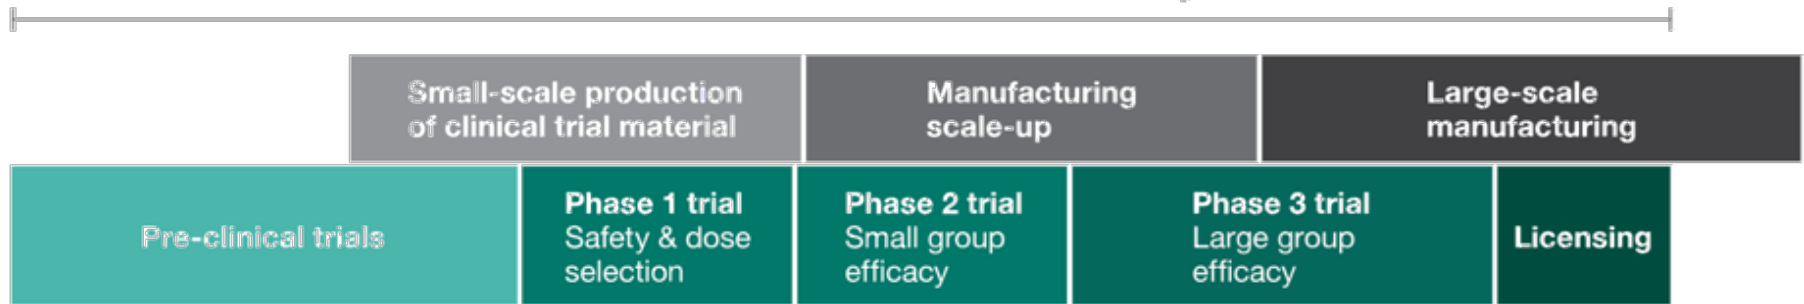 Small-scale production
of clinical trial material
Manufacturing
scale-up
Large-scale
manufacturing
Pre-clinical trials
Phase 1 trial
Safety & dose
selection
Phase 2 trial
Small group
efficacy
Phase 3 trial
Large group
efficacy
Licensing